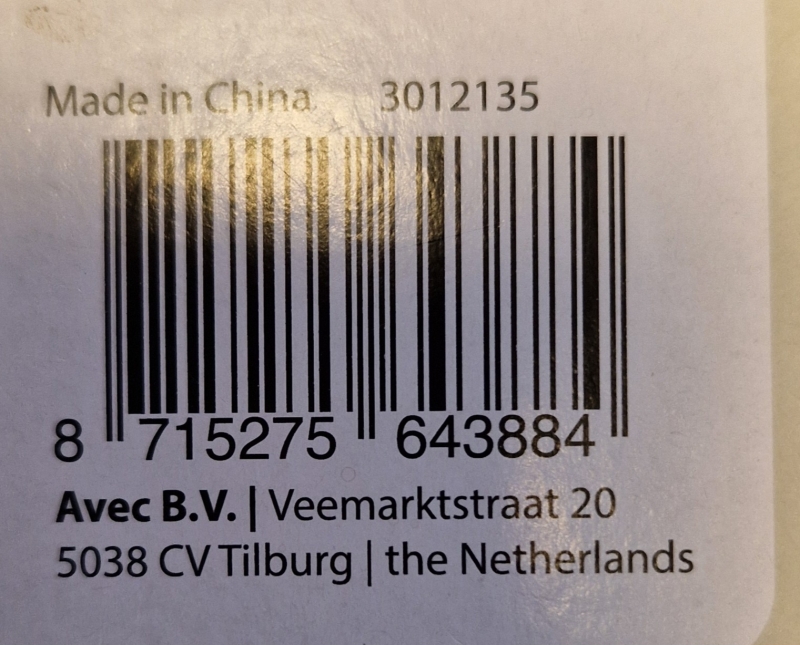 Made in China 3012135
8 715275 643884
Avec B.V. | Veemarktstraat 20
5038 CV Tilburg | the Netherlands